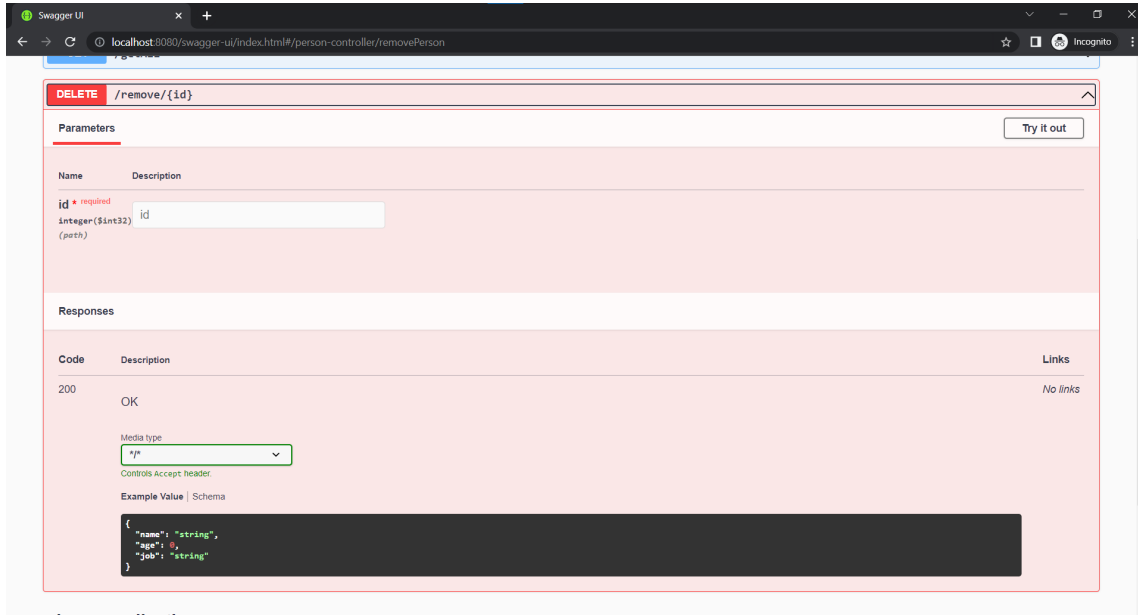 Swagger UI
localhost:8080/swagger-ui/index.html#/person-controller/removePerson
Incognito
DELETE /remove/{id}
Parameters
Try it out
Name Description
id * required
integer($int32)
(path)
id
Responses
Code Description Links
200
OK
No links
Media type
*/*
Controls Accept header.
Example Value | Schema
{
"name": "string",
"age": 0,
"job": "string"
}